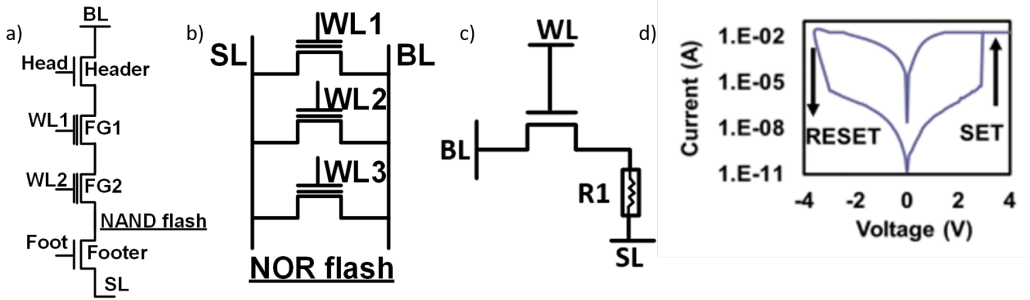 a)
BL
Head
Header
WL1
FG1
WL2
FG2
NAND flash
Foot
Footer
SL
b)
WL1
SL
BL
WL2
WL3
NOR flash
c)
WL
BL
R1
SL
d)
Current (A)
1.E-02
1.E-05
1.E-08
1.E-11
RESET
SET
-4
-2
0
2
4
Voltage (V)